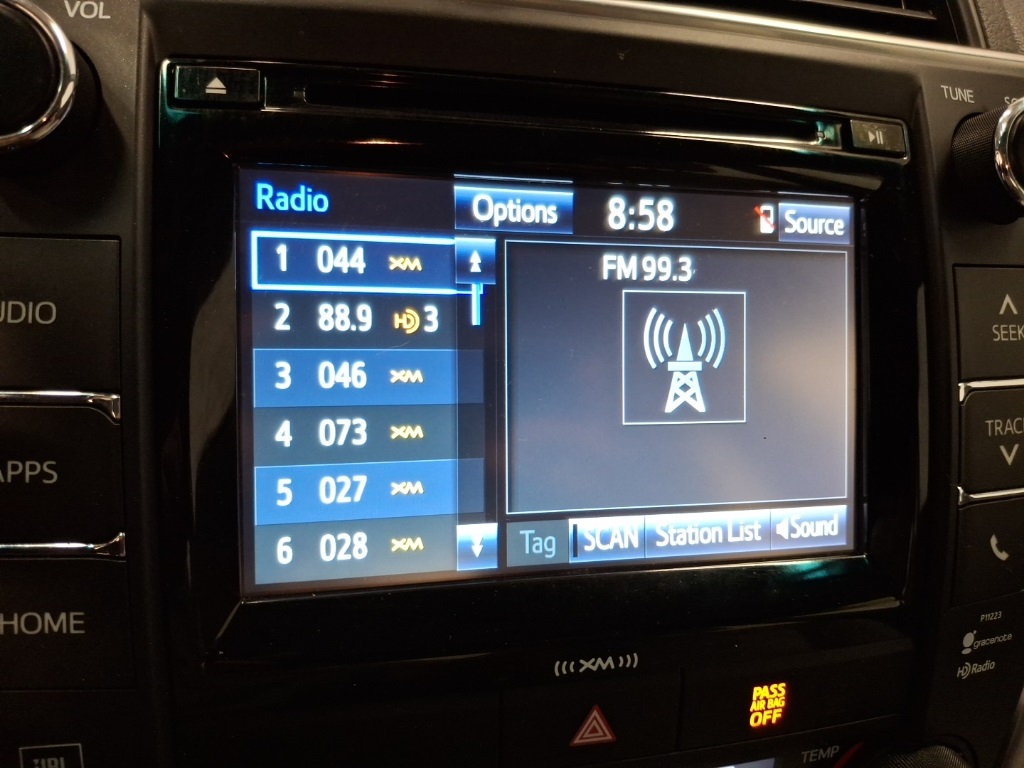 VOL
TUNE
Radio
Options
8:58
Source
1 044 XM
2 88.9 HD 3
3 046 XM
4 073 XM
5 027 XM
6 028 XM
FM 99.3
Tag
SCAN
Station List
Sound
UDIO
APPS
HOME
JBL
SEEK
TRAC
P11223
gracenote
HD Radio
XM
PASS
AIR BAG
OFF
TEMP